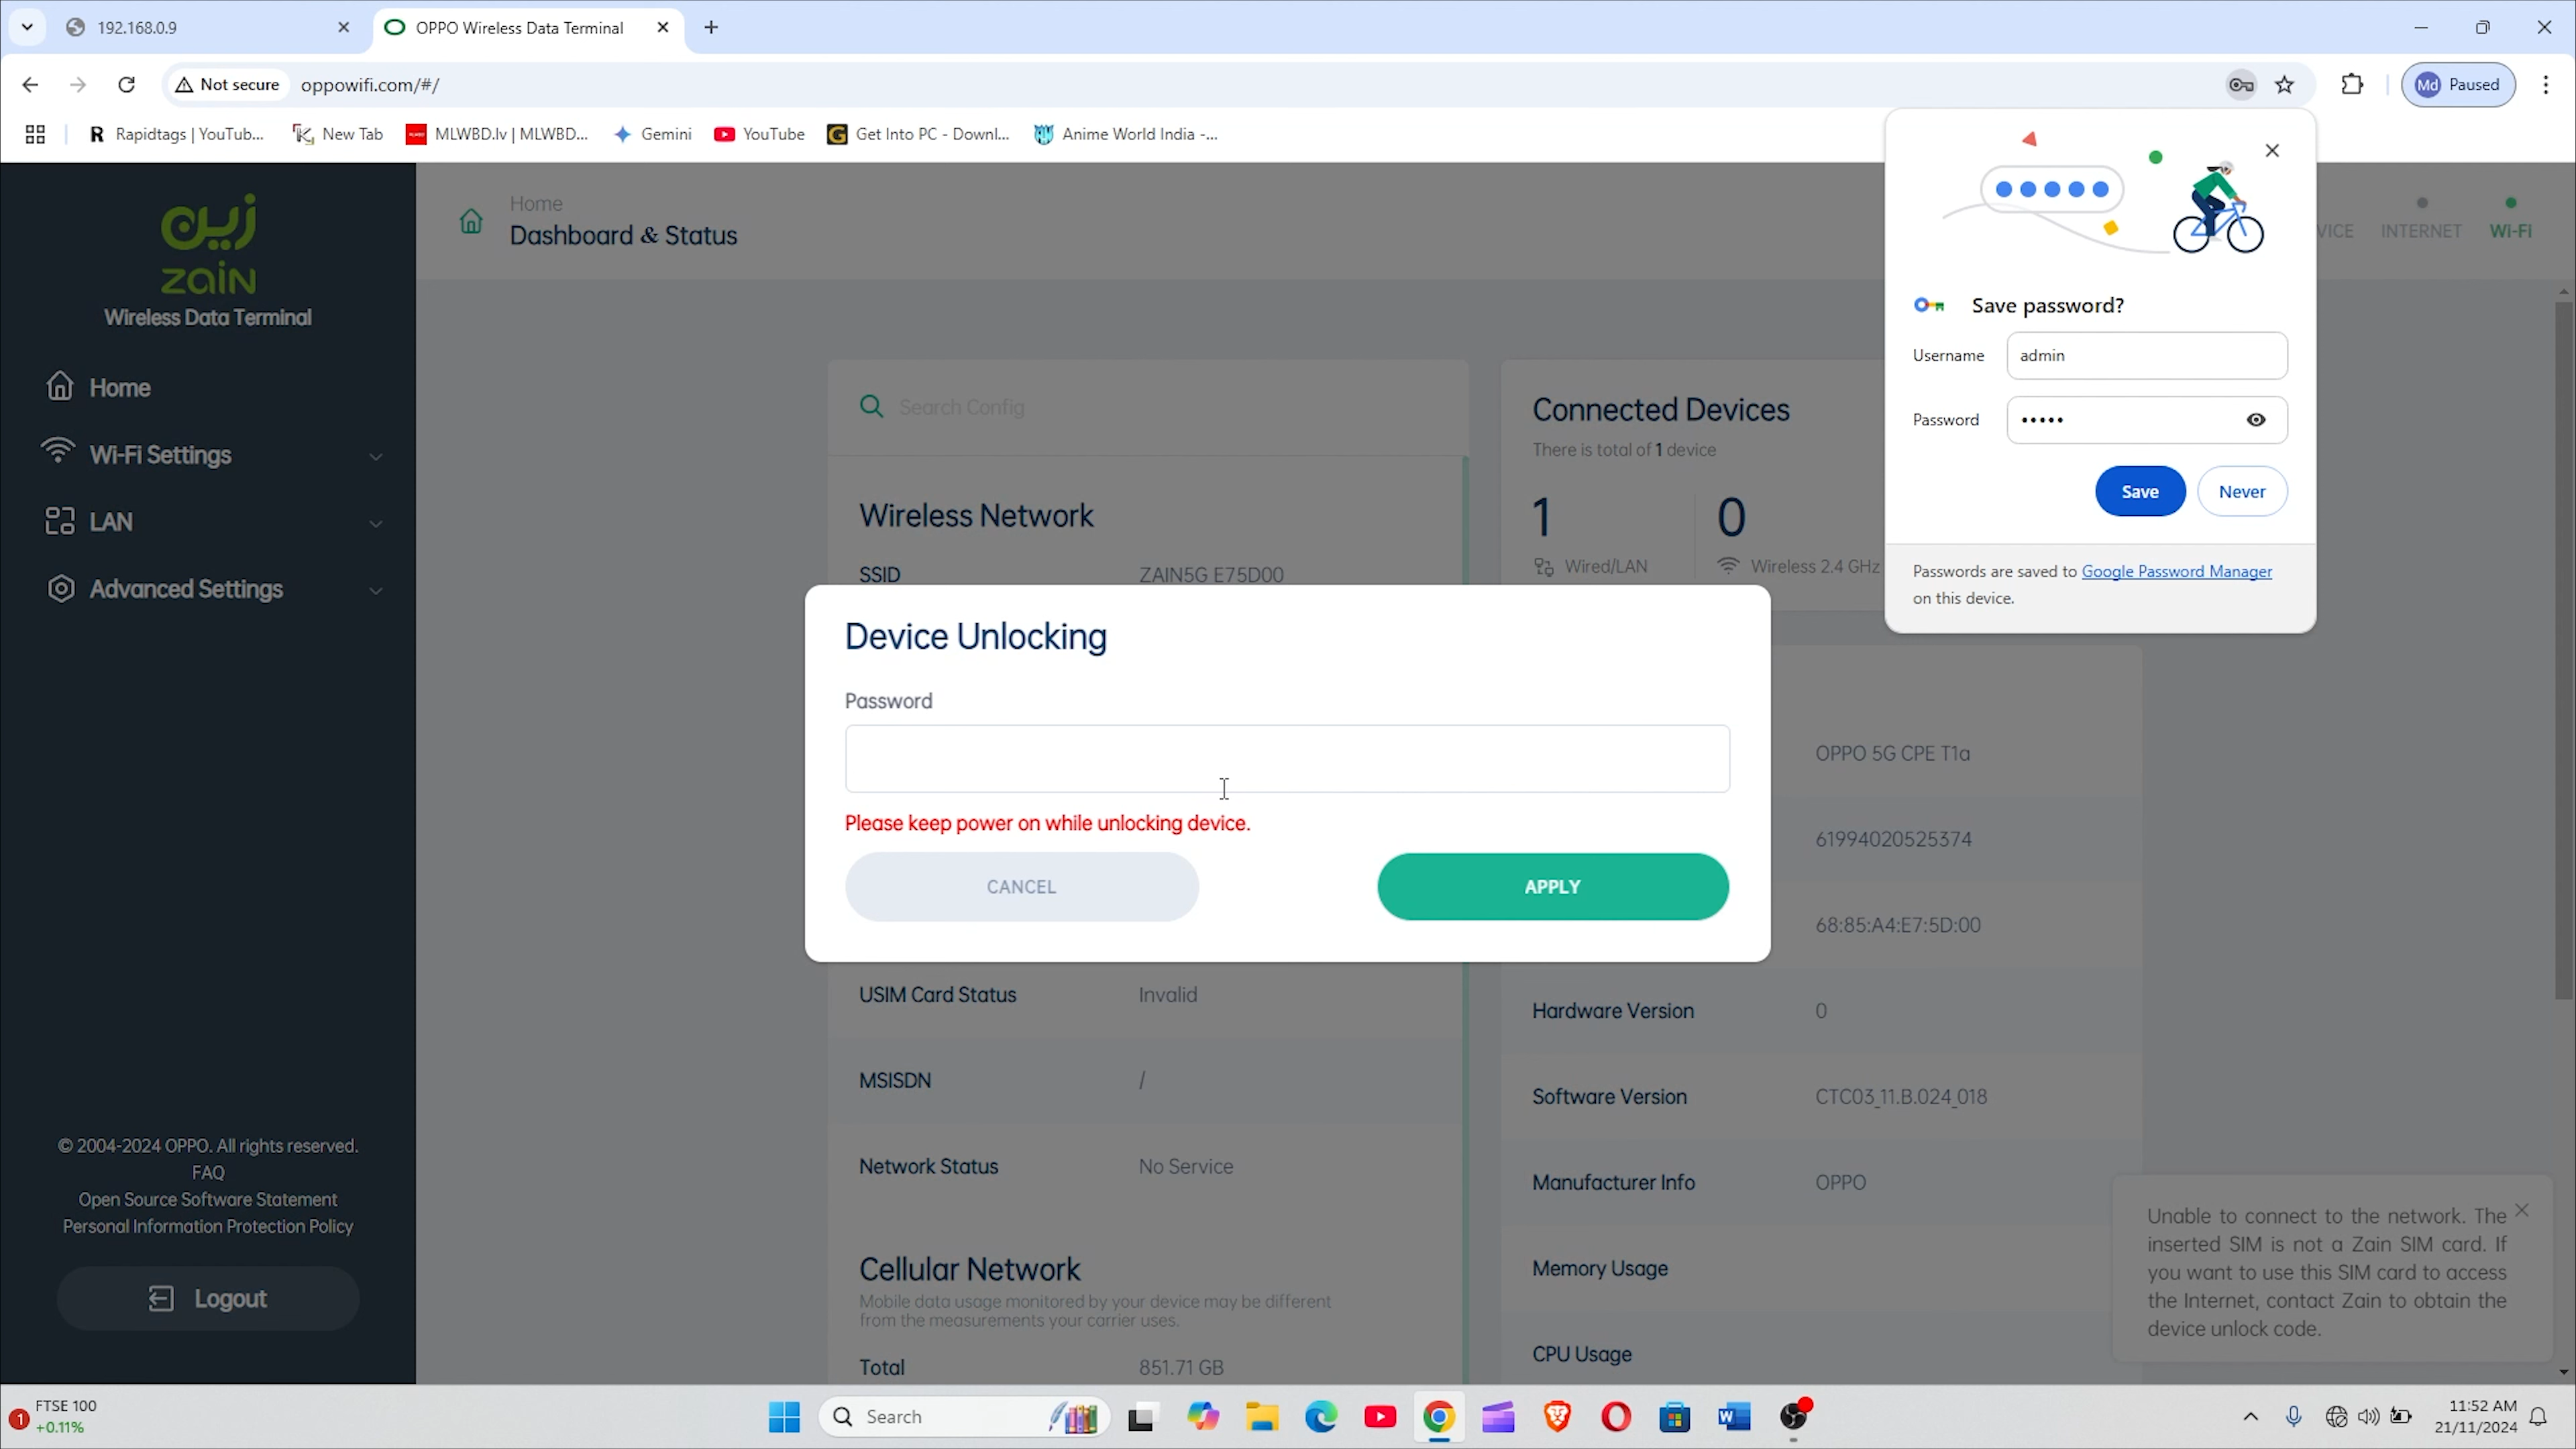 192.168.0.9
OPPO Wireless Data Terminal
Not secure
oppowifi.com/#/
Md Paused
R Rapidtags | YouTub...
New Tab
MLWBD.lv | MLWBD...
Gemini
YouTube
Get Into PC - Downl...
Anime World India -...
زين
zain
Wireless Data Terminal
Home
Wi-Fi Settings
LAN
Advanced Settings
© 2004-2024 OPPO. All rights reserved.
FAQ
Open Source Software Statement
Personal Information Protection Policy
Logout
Home
Dashboard & Status
VICE
INTERNET
Wi-Fi
Search Config
Wireless Network
SSID ZAIN5G E75D00
Connected Devices
There is total of 1 device
1 0
Wired/LAN Wireless 2.4 GHz
Save password?
Username admin
Password •••••
Save Never
Passwords are saved to Google Password Manager
on this device.
Device Unlocking
Password
Please keep power on while unlocking device.
CANCEL APPLY
USIM Card Status Invalid
MSISDN /
Network Status No Service
Cellular Network
Mobile data usage monitored by your device may be different
from the measurements your carrier uses.
Total 851.71 GB
OPPO 5G CPE T1a
61994020525374
68:85:A4:E7:5D:00
Hardware Version 0
Software Version CTC03_11.B.024_018
Manufacturer Info OPPO
Memory Usage
CPU Usage
Unable to connect to the network. The
inserted SIM is not a Zain SIM card. If
you want to use this SIM card to access
the Internet, contact Zain to obtain the
device unlock code.
1
FTSE 100
+0.11%
Search
11:52 AM
21/11/2024